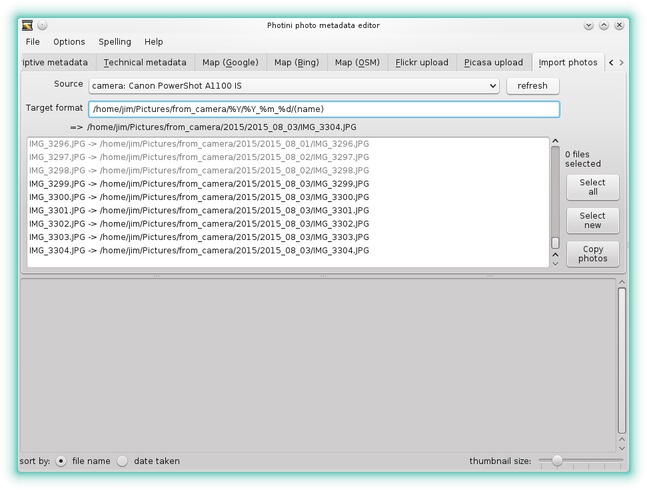 Photini photo metadata editor
File Options Spelling Help
iptive metadata Technical metadata Map (Google) Map (Bing) Map (OSM) Flickr upload Picasa upload Import photos
Source camera: Canon PowerShot A1100 IS refresh
Target format /home/jim/Pictures/from_camera/%Y/%Y_%m_%d/(name)
=> /home/jim/Pictures/from_camera/2015/2015_08_03/IMG_3304.JPG
IMG_3296.JPG -> /home/jim/Pictures/from_camera/2015/2015_08_01/IMG_3296.JPG
IMG_3297.JPG -> /home/jim/Pictures/from_camera/2015/2015_08_02/IMG_3297.JPG
IMG_3298.JPG -> /home/jim/Pictures/from_camera/2015/2015_08_02/IMG_3298.JPG
IMG_3299.JPG -> /home/jim/Pictures/from_camera/2015/2015_08_03/IMG_3299.JPG
IMG_3300.JPG -> /home/jim/Pictures/from_camera/2015/2015_08_03/IMG_3300.JPG
IMG_3301.JPG -> /home/jim/Pictures/from_camera/2015/2015_08_03/IMG_3301.JPG
IMG_3302.JPG -> /home/jim/Pictures/from_camera/2015/2015_08_03/IMG_3302.JPG
IMG_3303.JPG -> /home/jim/Pictures/from_camera/2015/2015_08_03/IMG_3303.JPG
IMG_3304.JPG -> /home/jim/Pictures/from_camera/2015/2015_08_03/IMG_3304.JPG
0 files
selected
Select
all
Select
new
Copy
photos
sort by: file name date taken thumbnail size: